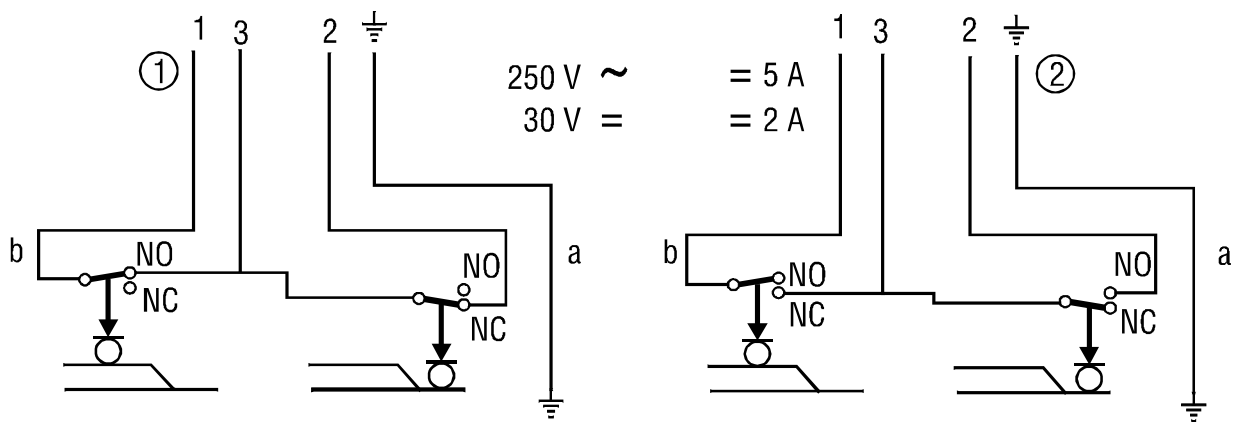 1 3 2
①
250 V ~ = 5 A
30 V = = 2 A
b
NO
NC
NO
NC
a
1 3 2
②
b
NO
NC
NO
NC
a